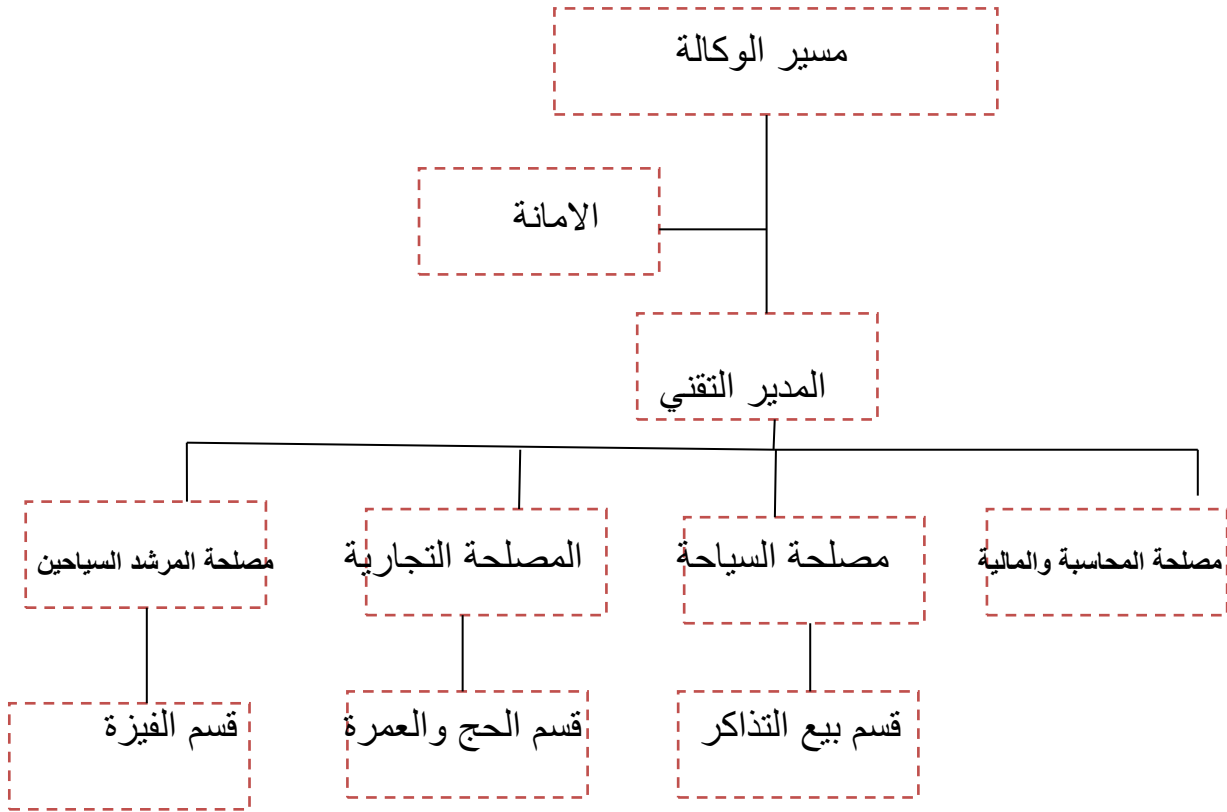 مسير الوكالة
الامانة
المدير التقني
مصلحة المحاسبة والمالية
مصلحة السياحة
المصلحة التجارية
مصلحة المرشد السياحين
قسم بيع التذاكر
قسم الحج والعمرة
قسم الفيزة